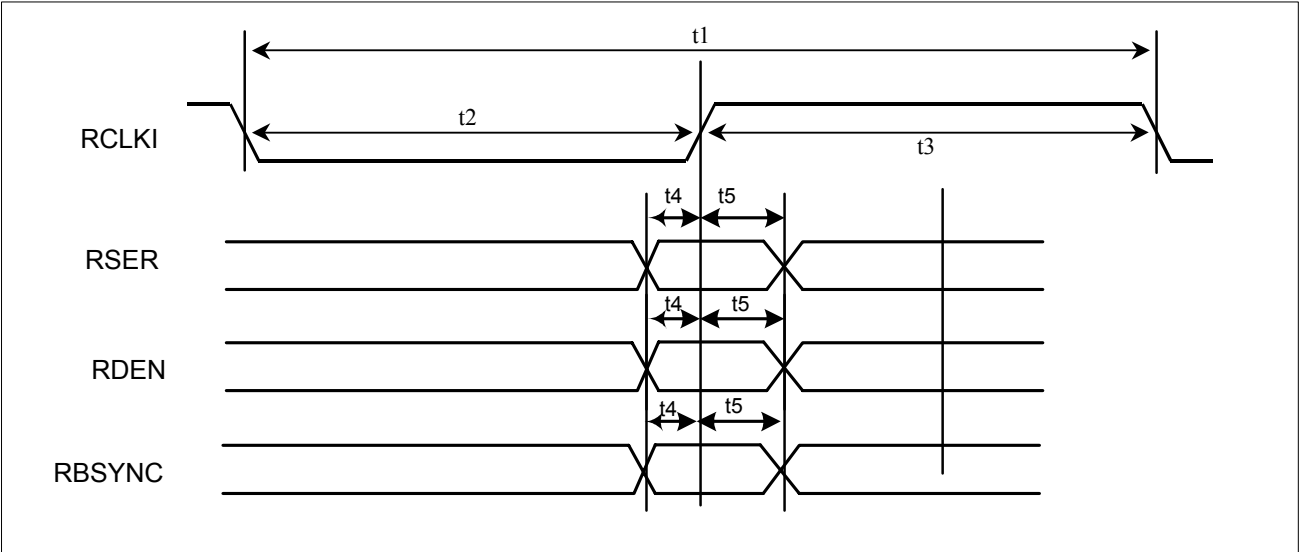 t1
t2
RCLKI
t3
t4 t5
RSER
t4 t5
RDEN
t4 t5
RBSYNC